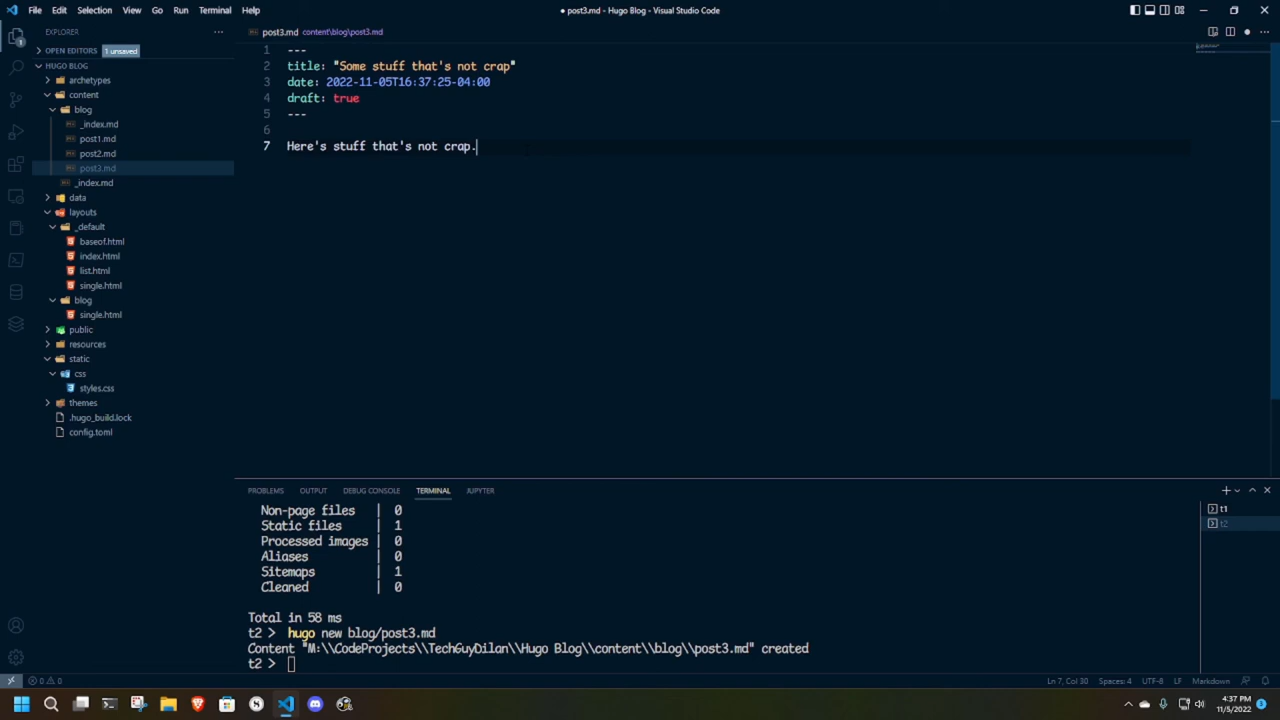 File Edit Selection View Go Run Terminal Help
● post3.md - Hugo Blog - Visual Studio Code
EXPLORER
OPEN EDITORS 1 unsaved
HUGO BLOG
archetypes
content
blog
_index.md
post1.md
post2.md
post3.md
_index.md
data
layouts
_default
baseof.html
index.html
list.html
single.html
blog
single.html
public
resources
static
css
styles.css
themes
.hugo_build.lock
config.toml
post3.md content\blog\post3.md
1 ---
2 title: "Some stuff that's not crap"
3 date: 2022-11-05T16:37:25-04:00
4 draft: true
5 ---
6
7 Here's stuff that's not crap.
PROBLEMS OUTPUT DEBUG CONSOLE TERMINAL JUPYTER
Non-page files | 0
Static files | 1
Processed images | 0
Aliases | 0
Sitemaps | 1
Cleaned | 0
Total in 58 ms
t2 > hugo new blog/post3.md
Content "M:\\CodeProjects\\TechGuyDilan\\Hugo Blog\\content\\blog\\post3.md" created
t2 >
t1
t2
0 0
Ln 7, Col 30 Spaces: 4 UTF-8 LF Markdown
4:37 PM
11/5/2022